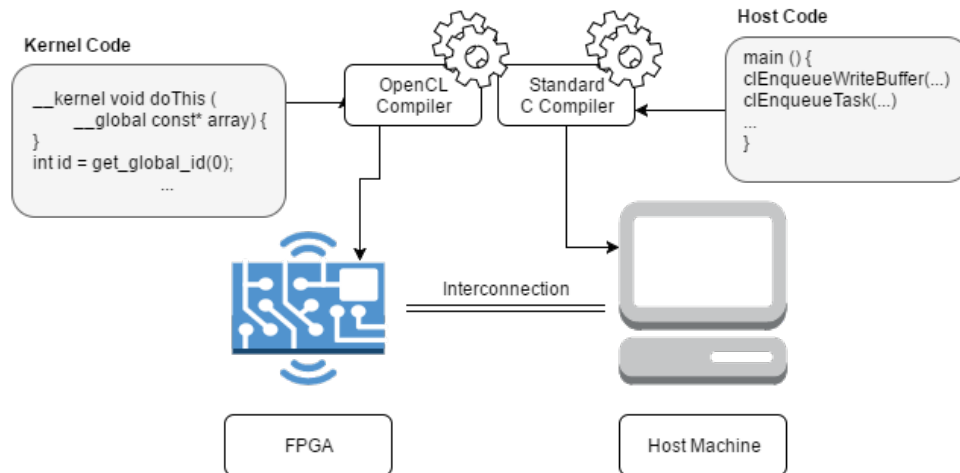 Kernel Code
__kernel void doThis (
__global const* array) {
}
int id = get_global_id(0);
...
OpenCL
Compiler
Standard
C Compiler
Host Code
main () {
clEnqueueWriteBuffer(...)
clEnqueueTask(...)
...
}
Interconnection
FPGA
Host Machine